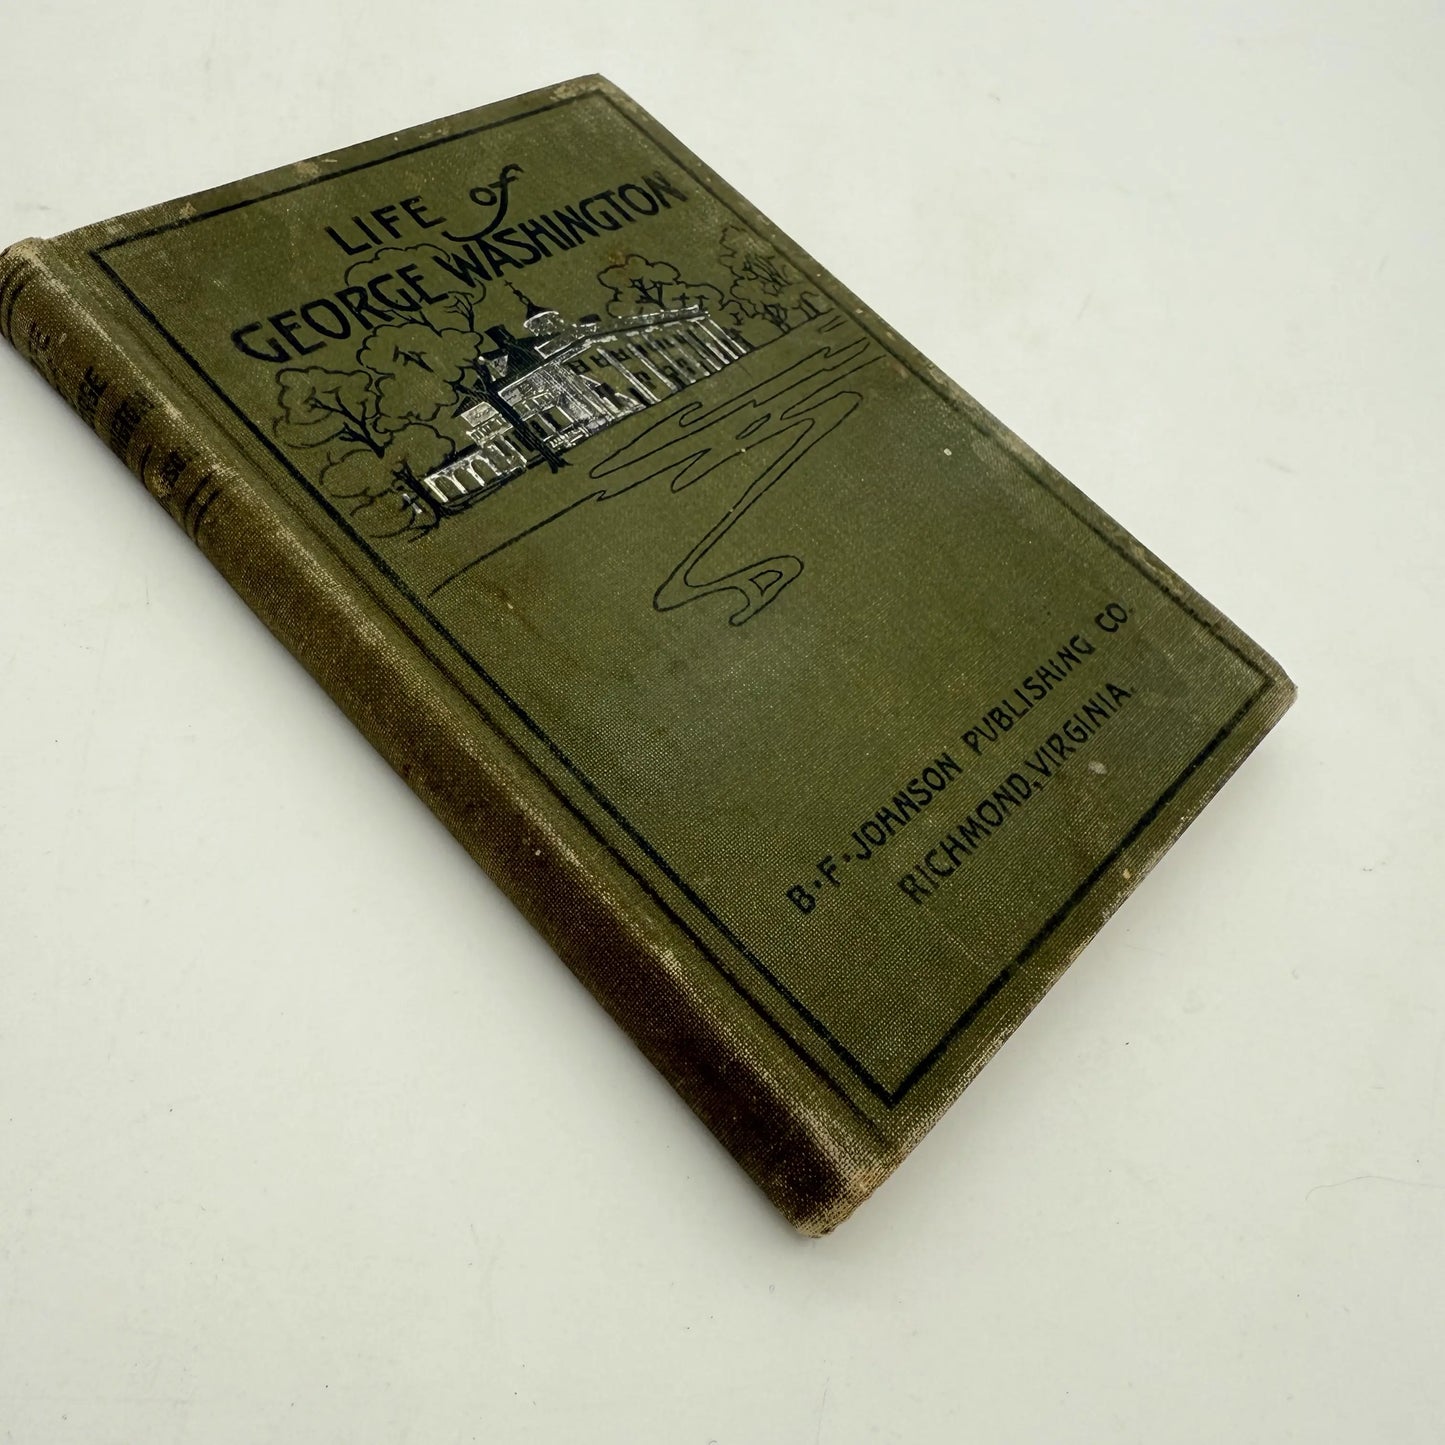 LIFE of
GEORGE WASHINGTON
B·F·JOHNSON PUBLISHING CO.
RICHMOND, VIRGINIA.